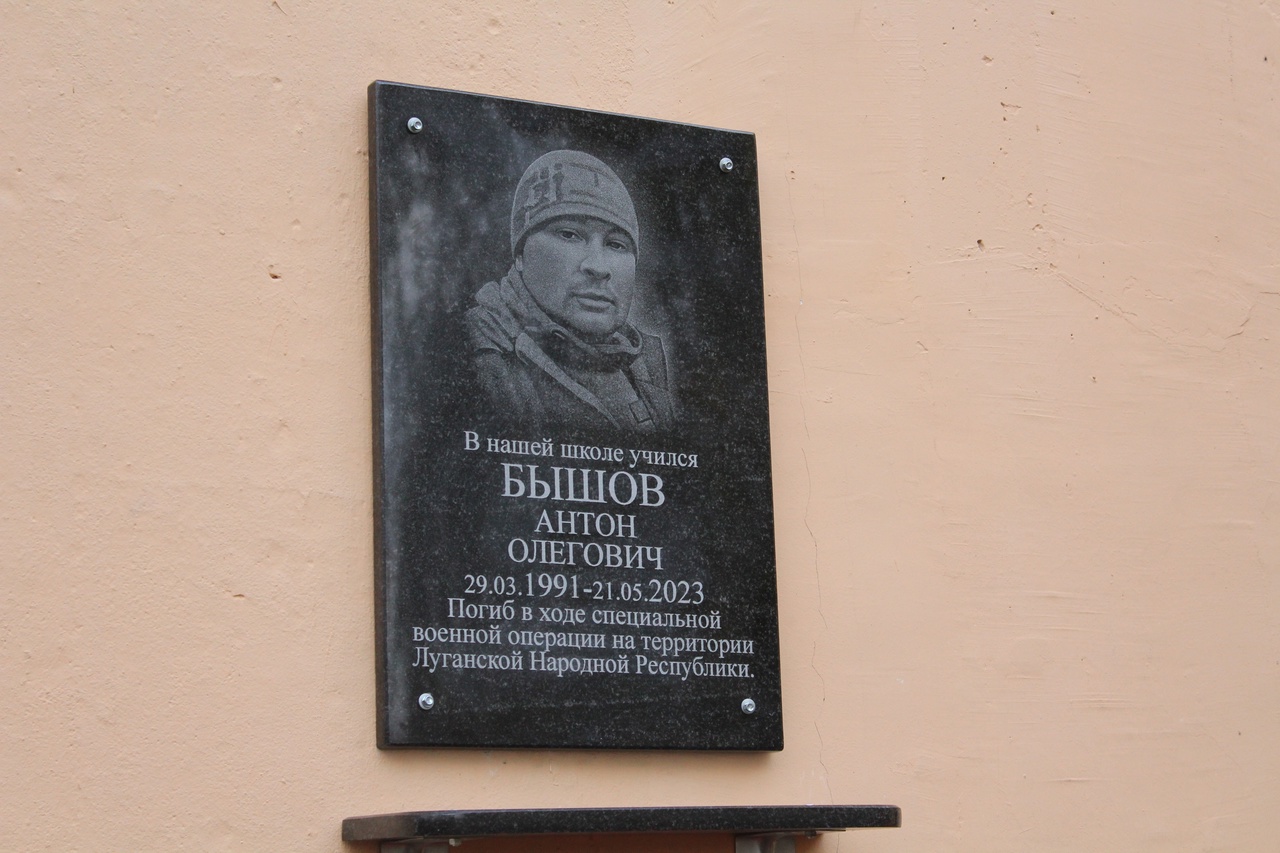 В нашей школе учился
БЫШОВ
АНТОН
ОЛЕГОВИЧ
29.03.1991-21.05.2023
Погиб в ходе специальной
военной операции на территории
Луганской Народной Республики.